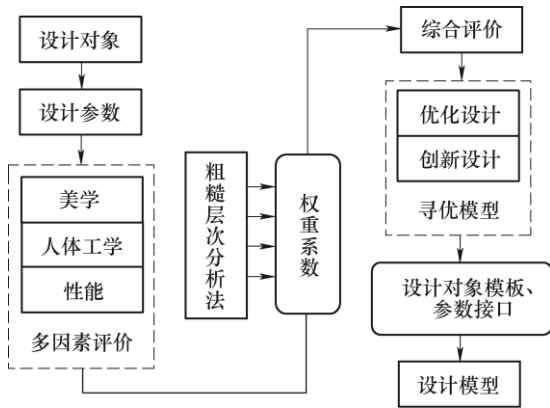 设计对象
设计参数
美学
人体工学
性能
多因素评价
粗糙层次分析法
权重系数
综合评价
优化设计
创新设计
寻优模型
设计对象模板、
参数接口
设计模型